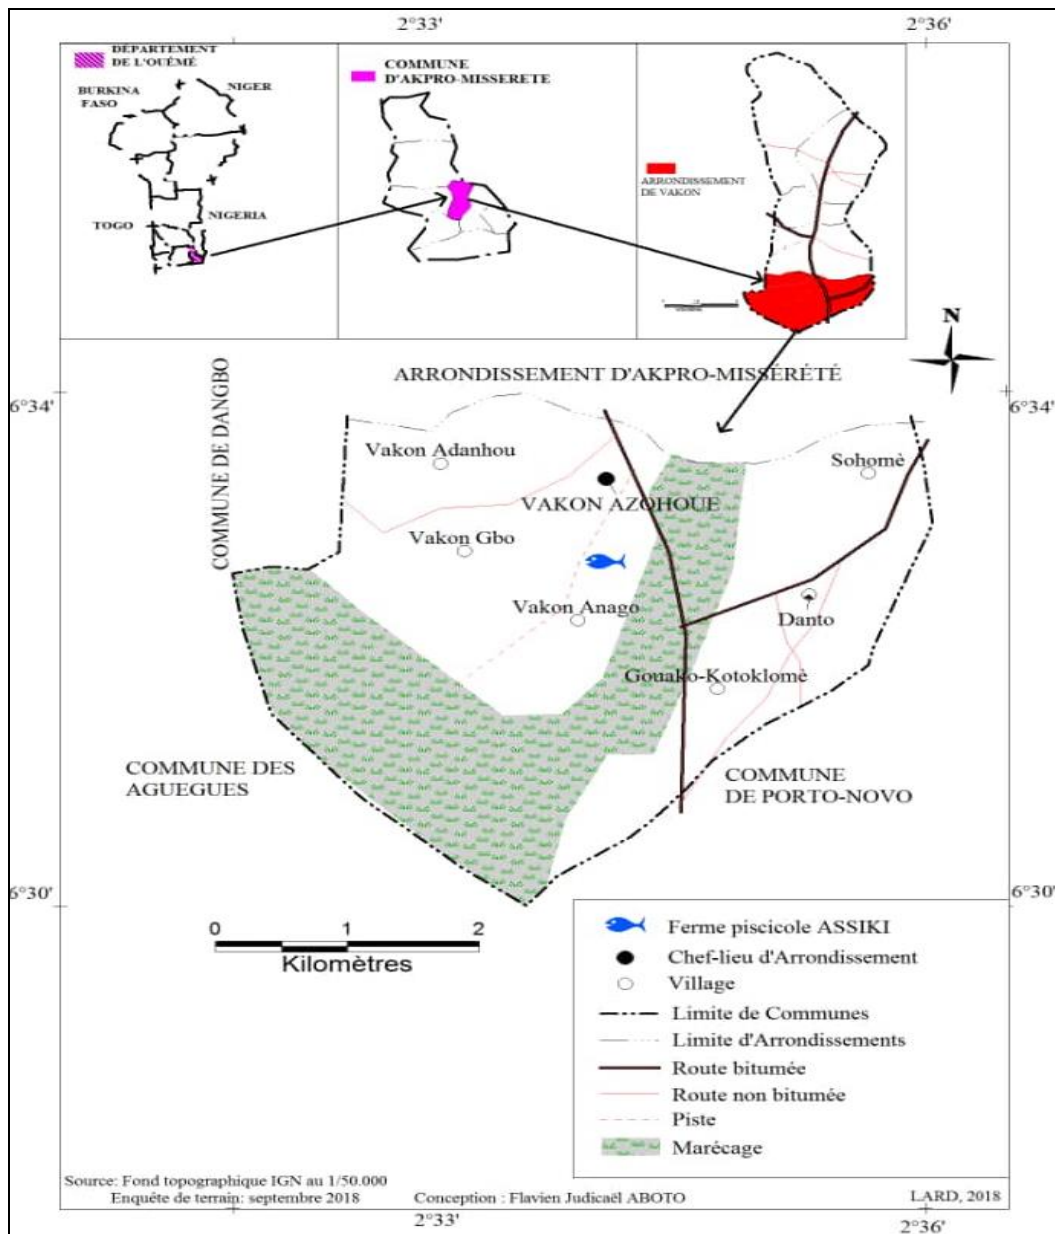 2°33'
2°36'
DÉPARTEMENT
DE L'OUÉMÉ
BURKINA
FASO
NIGER
TOGO
NIGERIA
COMMUNE
D'AKPRO-MISSERETE
ARRONDISSEMENT
DE VAKON
N
ARRONDISSEMENT D'AKPRO-MISSÉRÉTÉ
6°34'
6°34'
COMMUNE DE DANGBO
Vakon Adanhou
Sohomè
VAKON AZOHOUE
Vakon Gbo
Vakon Anago
Danto
Gouako-Kotoklomè
COMMUNE DES
AGUEGUES
COMMUNE
DE PORTO-NOVO
6°30'
6°30'
0 1 2
Kilomètres
Ferme piscicole ASSIKI
Chef-lieu d'Arrondissement
Village
Limite de Communes
Limite d'Arrondissements
Route bitumée
Route non bitumée
Piste
Marécage
Source: Fond topographique IGN au 1/50.000
Enquête de terrain: septembre 2018
Conception : Flavien Judicaël ABOTO
LARD, 2018
2°33'
2°36'